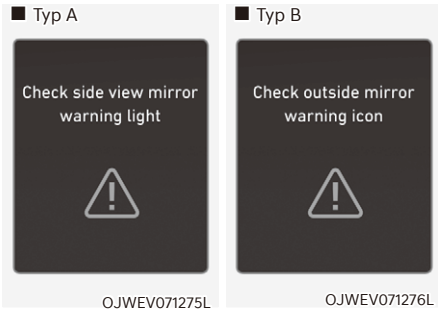 ■ Typ A
Check side view mirror
warning light
OJWEV071275L
■ Typ B
Check outside mirror
warning icon
OJWEV071276L